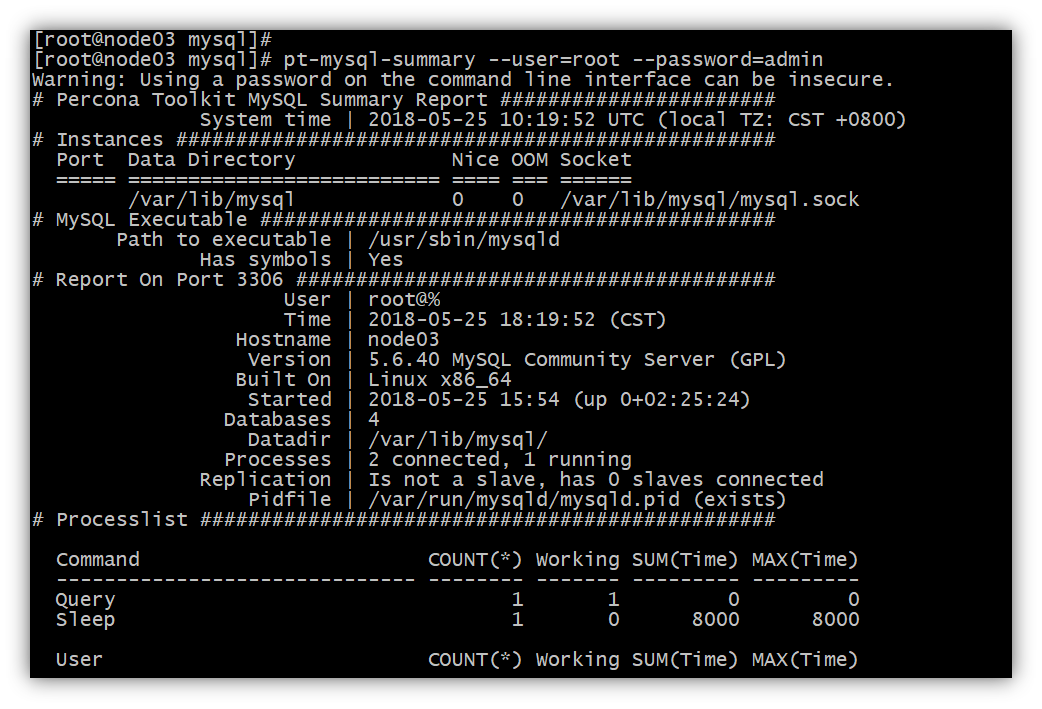 [root@node03 mysql]#
[root@node03 mysql]# pt-mysql-summary --user=root --password=admin
Warning: Using a password on the command line interface can be insecure.
# Percona Toolkit MySQL Summary Report #######################
              System time | 2018-05-25 10:19:52 UTC (local TZ: CST +0800)
# Instances ##################################################
  Port  Data Directory             Nice OOM Socket
  ===== ========================== ==== === ======
        /var/lib/mysql             0    0   /var/lib/mysql/mysql.sock
# MySQL Executable ###########################################
       Path to executable | /usr/sbin/mysqld
              Has symbols | Yes
# Report On Port 3306 ########################################
                     User | root@%
                     Time | 2018-05-25 18:19:52 (CST)
                 Hostname | node03
                  Version | 5.6.40 MySQL Community Server (GPL)
                 Built On | Linux x86_64
                  Started | 2018-05-25 15:54 (up 0+02:25:24)
                Databases | 4
                  Datadir | /var/lib/mysql/
                Processes | 2 connected, 1 running
              Replication | Is not a slave, has 0 slaves connected
                  Pidfile | /var/run/mysqld/mysqld.pid (exists)
# Processlist ################################################
  Command                        COUNT(*) Working SUM(Time) MAX(Time)
  ------------------------------ -------- ------- --------- ---------
  Query                                 1       1         0         0
  Sleep                                 1       0      8000      8000
  User                           COUNT(*) Working SUM(Time) MAX(Time)